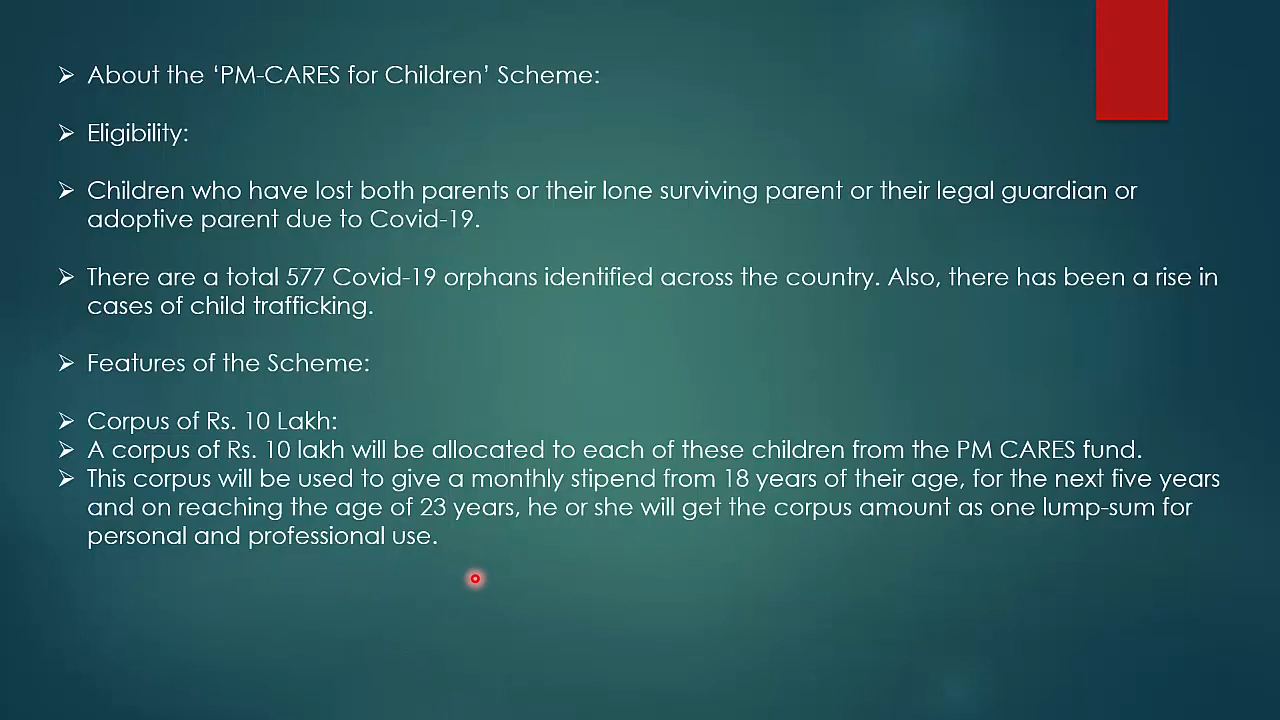 ➢ About the ‘PM-CARES for Children’ Scheme:
➢ Eligibility:
➢ Children who have lost both parents or their lone surviving parent or their legal guardian or
adoptive parent due to Covid-19.
➢ There are a total 577 Covid-19 orphans identified across the country. Also, there has been a rise in
cases of child trafficking.
➢ Features of the Scheme:
➢ Corpus of Rs. 10 Lakh:
➢ A corpus of Rs. 10 lakh will be allocated to each of these children from the PM CARES fund.
➢ This corpus will be used to give a monthly stipend from 18 years of their age, for the next five years
and on reaching the age of 23 years, he or she will get the corpus amount as one lump-sum for
personal and professional use.